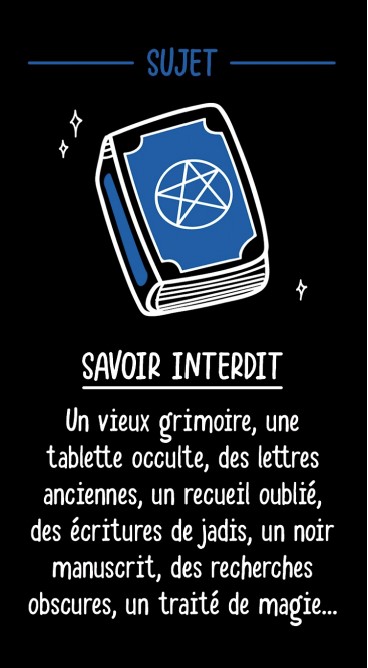 SUJET
SAVOIR INTERDIT
Un vieux grimoire, une
tablette occulte, des lettres
anciennes, un recueil oublié,
des écritures de jadis, un noir
manuscrit, des recherches
obscures, un traité de magie...